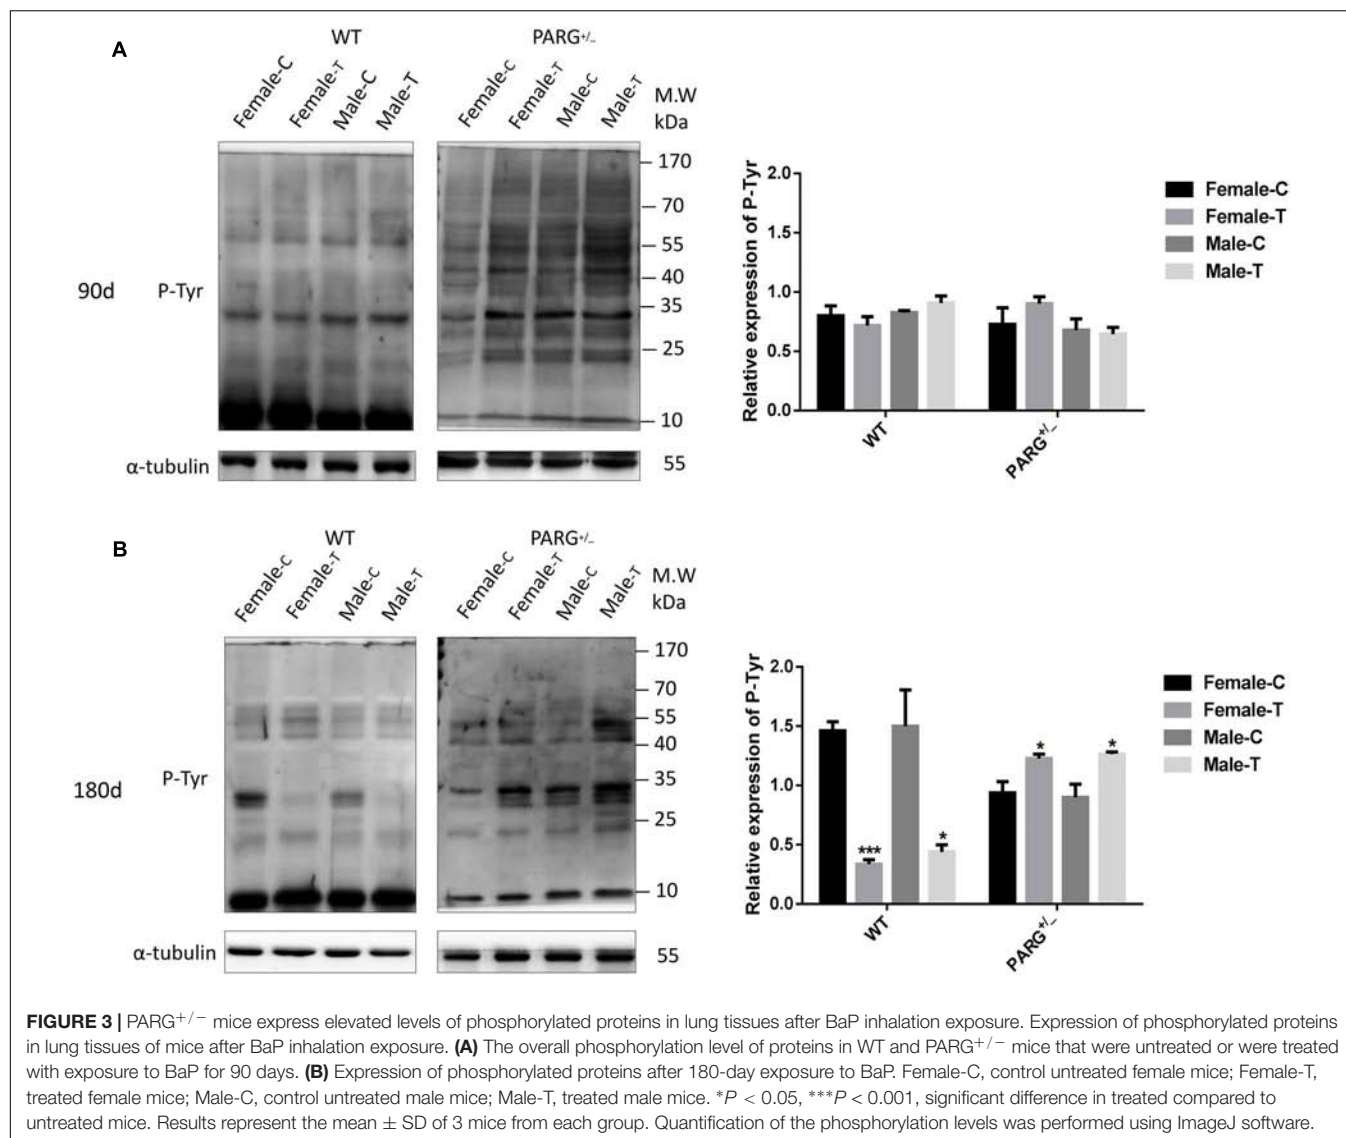 A
WT
PARG+/-
Female-C
Female-T
Male-C
Male-T
Female-C
Female-T
Male-C
Male-T
M.W
kDa
170
70
55
40
35
25
10
90d
P-Tyr
α-tubulin
55
Relative expression of P-Tyr
2.0
1.5
1.0
0.5
0.0
WT
PARG+/-
Female-C
Female-T
Male-C
Male-T
B
WT
PARG+/-
Female-C
Female-T
Male-C
Male-T
Female-C
Female-T
Male-C
Male-T
M.W
kDa
170
70
55
40
35
25
10
180d
P-Tyr
α-tubulin
55
Relative expression of P-Tyr
2.0
1.5
1.0
0.5
0.0
***
*
*
*
WT
PARG+/-
Female-C
Female-T
Male-C
Male-T
FIGURE 3 | PARG+/− mice express elevated levels of phosphorylated proteins in lung tissues after BaP inhalation exposure. Expression of phosphorylated proteins
in lung tissues of mice after BaP inhalation exposure. (A) The overall phosphorylation level of proteins in WT and PARG+/− mice that were untreated or were treated
with exposure to BaP for 90 days. (B) Expression of phosphorylated proteins after 180-day exposure to BaP. Female-C, control untreated female mice; Female-T,
treated female mice; Male-C, control untreated male mice; Male-T, treated male mice. *P < 0.05, ***P < 0.001, significant difference in treated compared to
untreated mice. Results represent the mean ± SD of 3 mice from each group. Quantification of the phosphorylation levels was performed using ImageJ software.